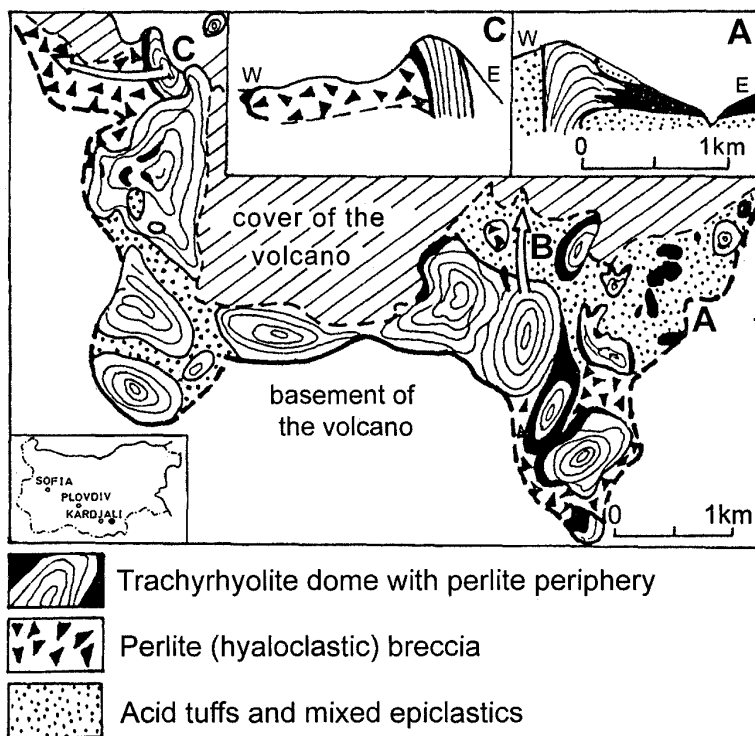 C
C
W
E
A
W
E
0 1km
cover of the
volcano
B
A
basement of
the volcano
SOFIA
PLOVDIV
KARDJALI
0 1km
Trachyrhyolite dome with perlite periphery
Perlite (hyaloclastic) breccia
Acid tuffs and mixed epiclastics